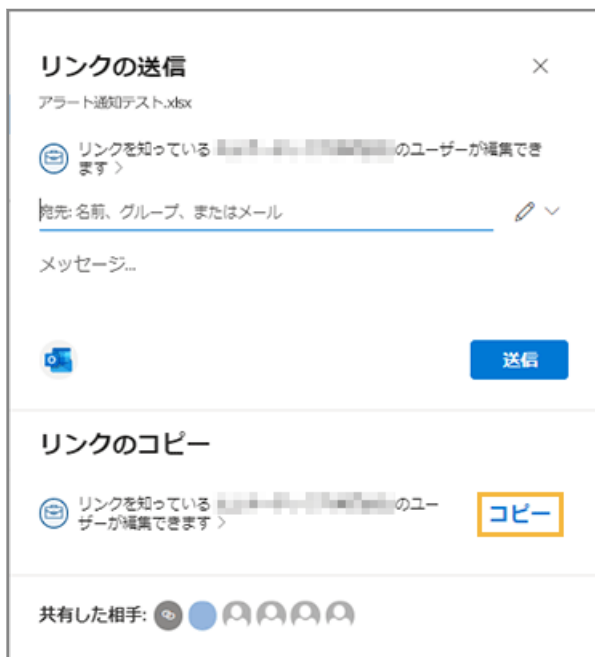 リンクの送信
アラート通知テスト.xlsx
リンクを知っている のユーザーが編集でき
ます >
宛先: 名前、グループ、またはメール
メッセージ...
送信
リンクのコピー
リンクを知っている のユー
ザーが編集できます >
コピー
共有した相手: